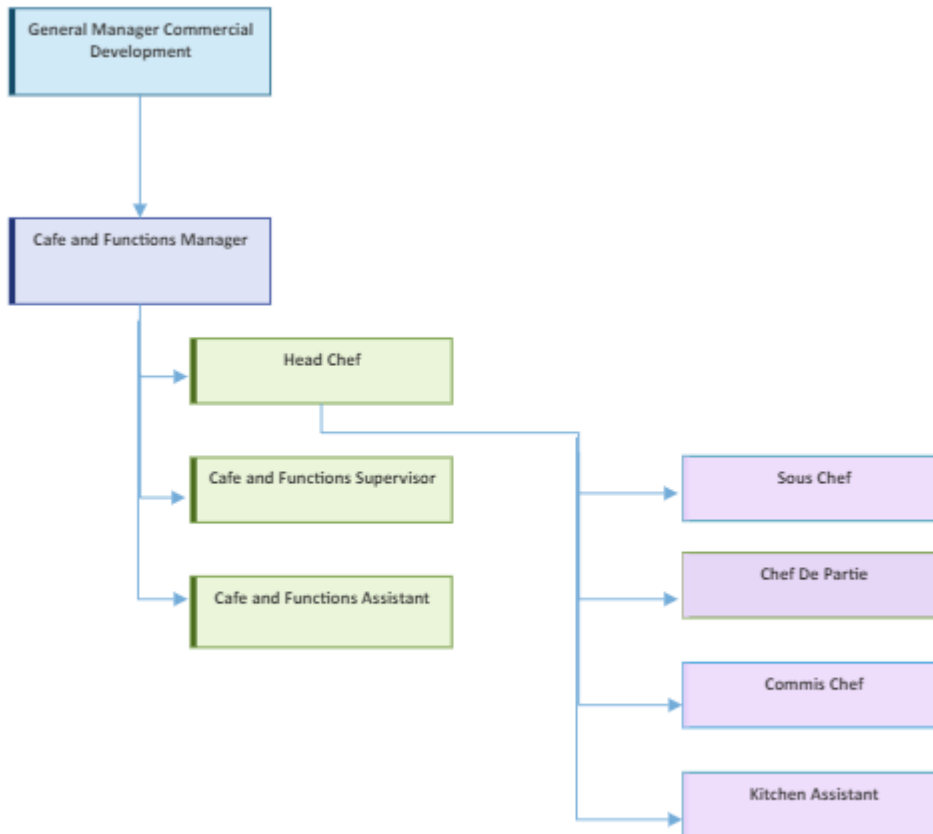 General Manager Commercial
Development
Cafe and Functions Manager
Head Chef
Cafe and Functions Supervisor
Sous Chef
Chef De Partie
Cafe and Functions Assistant
Commis Chef
Kitchen Assistant